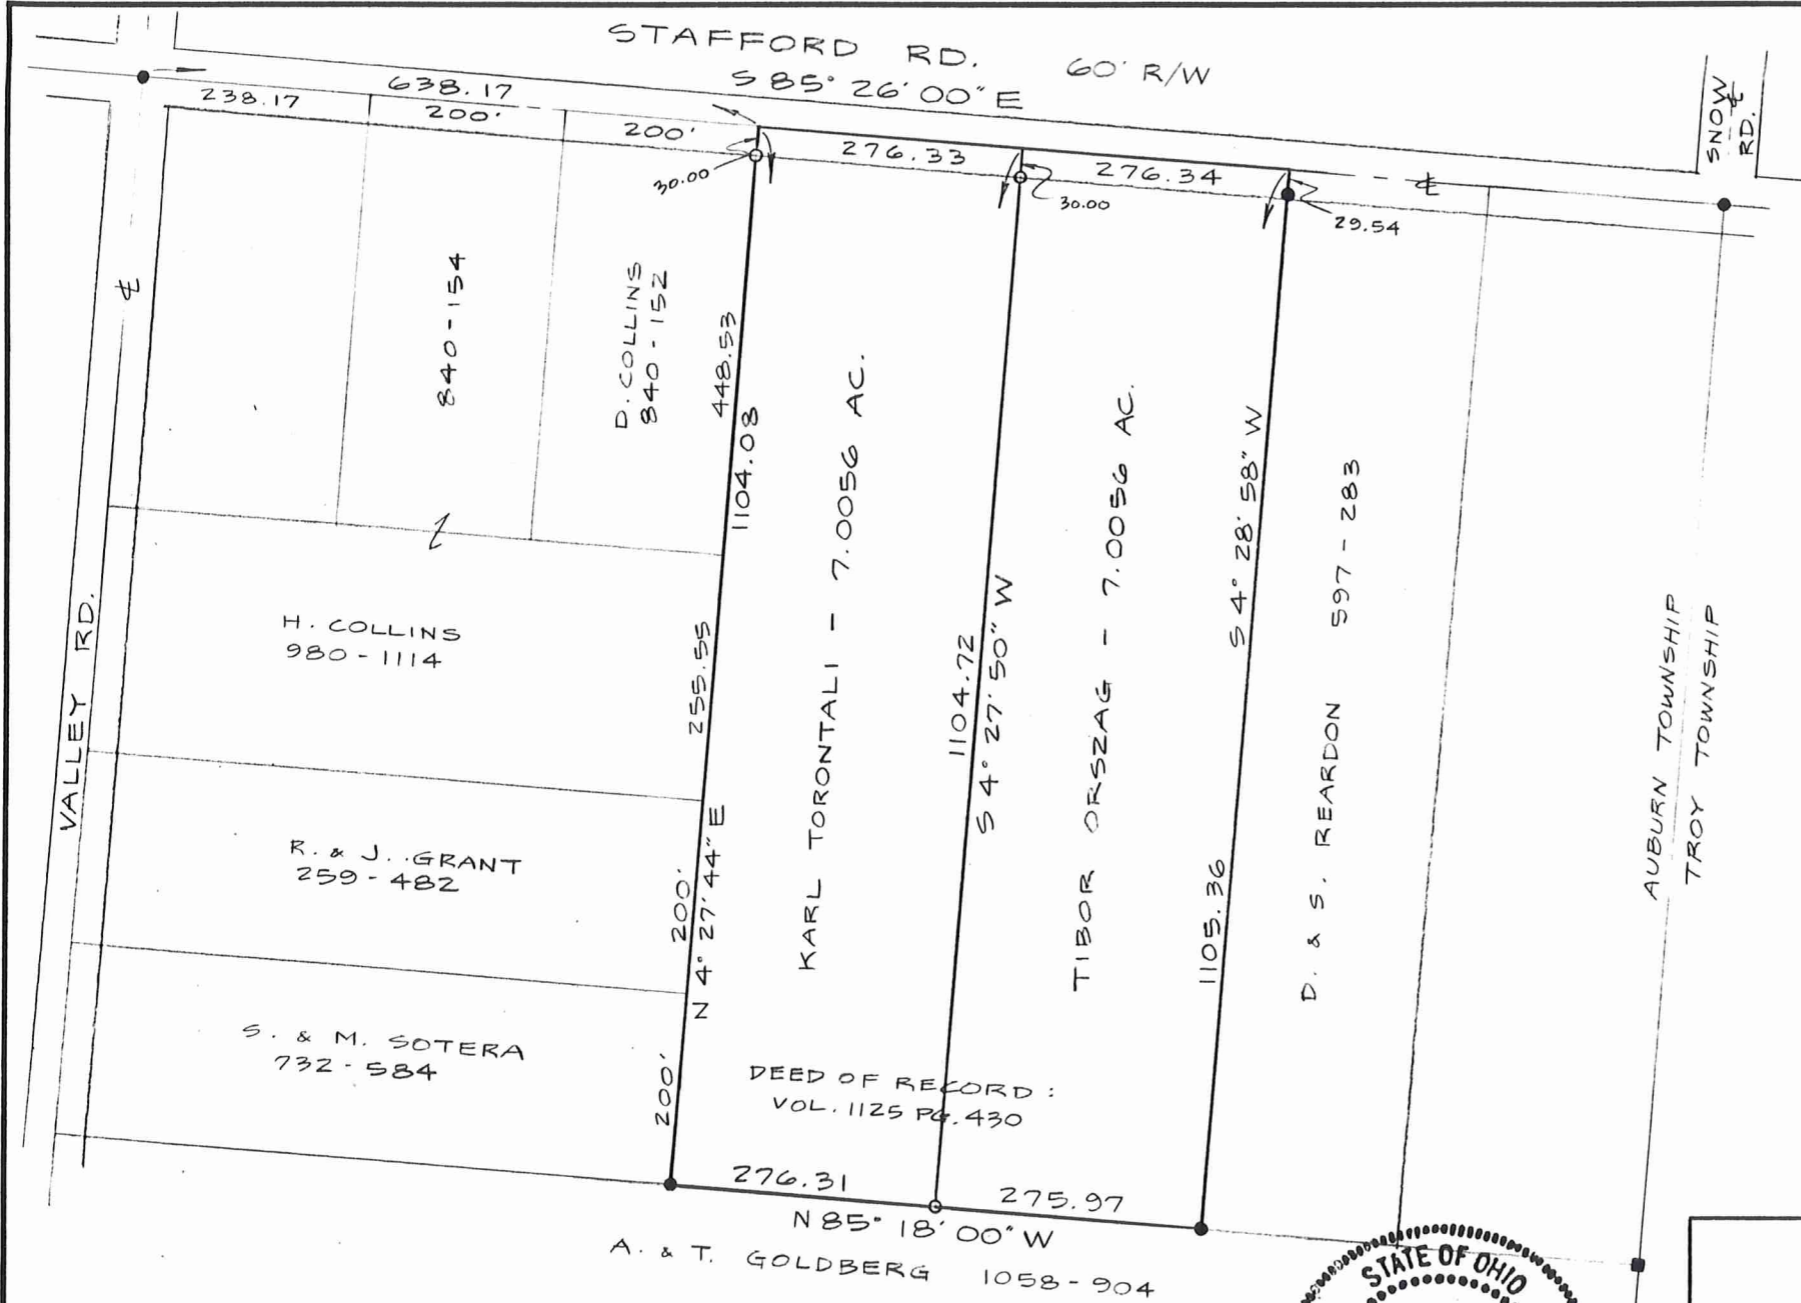 STAFFORD RD. 60' R/W
S 85° 26' 00" E
638.17
238.17
200'
200'
276.33
276.34
30.00
30.00
29.54
SNOW
RD.
℄
℄
℄
840-154
D. COLLINS
840-152
448.53
1104.08
255.55
200'
N 4° 27' 44" E
200'
KARL TORONTALI - 7.0056 AC.
1104.72
S 4° 27' 50" W
TIBOR ORSZAG - 7.0056 AC.
S 4° 28' 58" W
1105.36
D. & S. REARDON 597-283
AUBURN TOWNSHIP
TROY TOWNSHIP
VALLEY RD.
H. COLLINS
980-1114
R. & J. GRANT
259-482
S. & M. SOTERA
732-584
DEED OF RECORD:
VOL. 1125 PG. 430
276.31
275.97
N 85° 18' 00" W
A. & T. GOLDBERG 1058-904
STATE OF OHIO